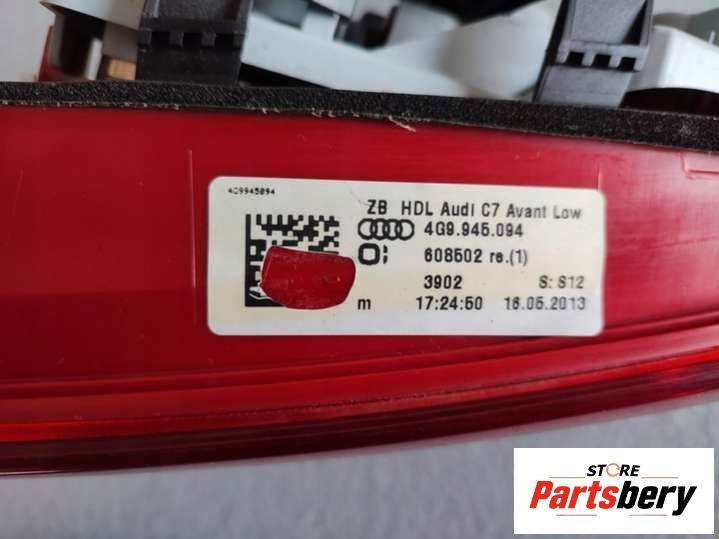 4G9945094
ZB HDL Audi C7 Avant Low
4G9.945.094
608502 re.(1)
3902 S: S12
m 17:24:50 16.05.2013
STORE
Partsbery